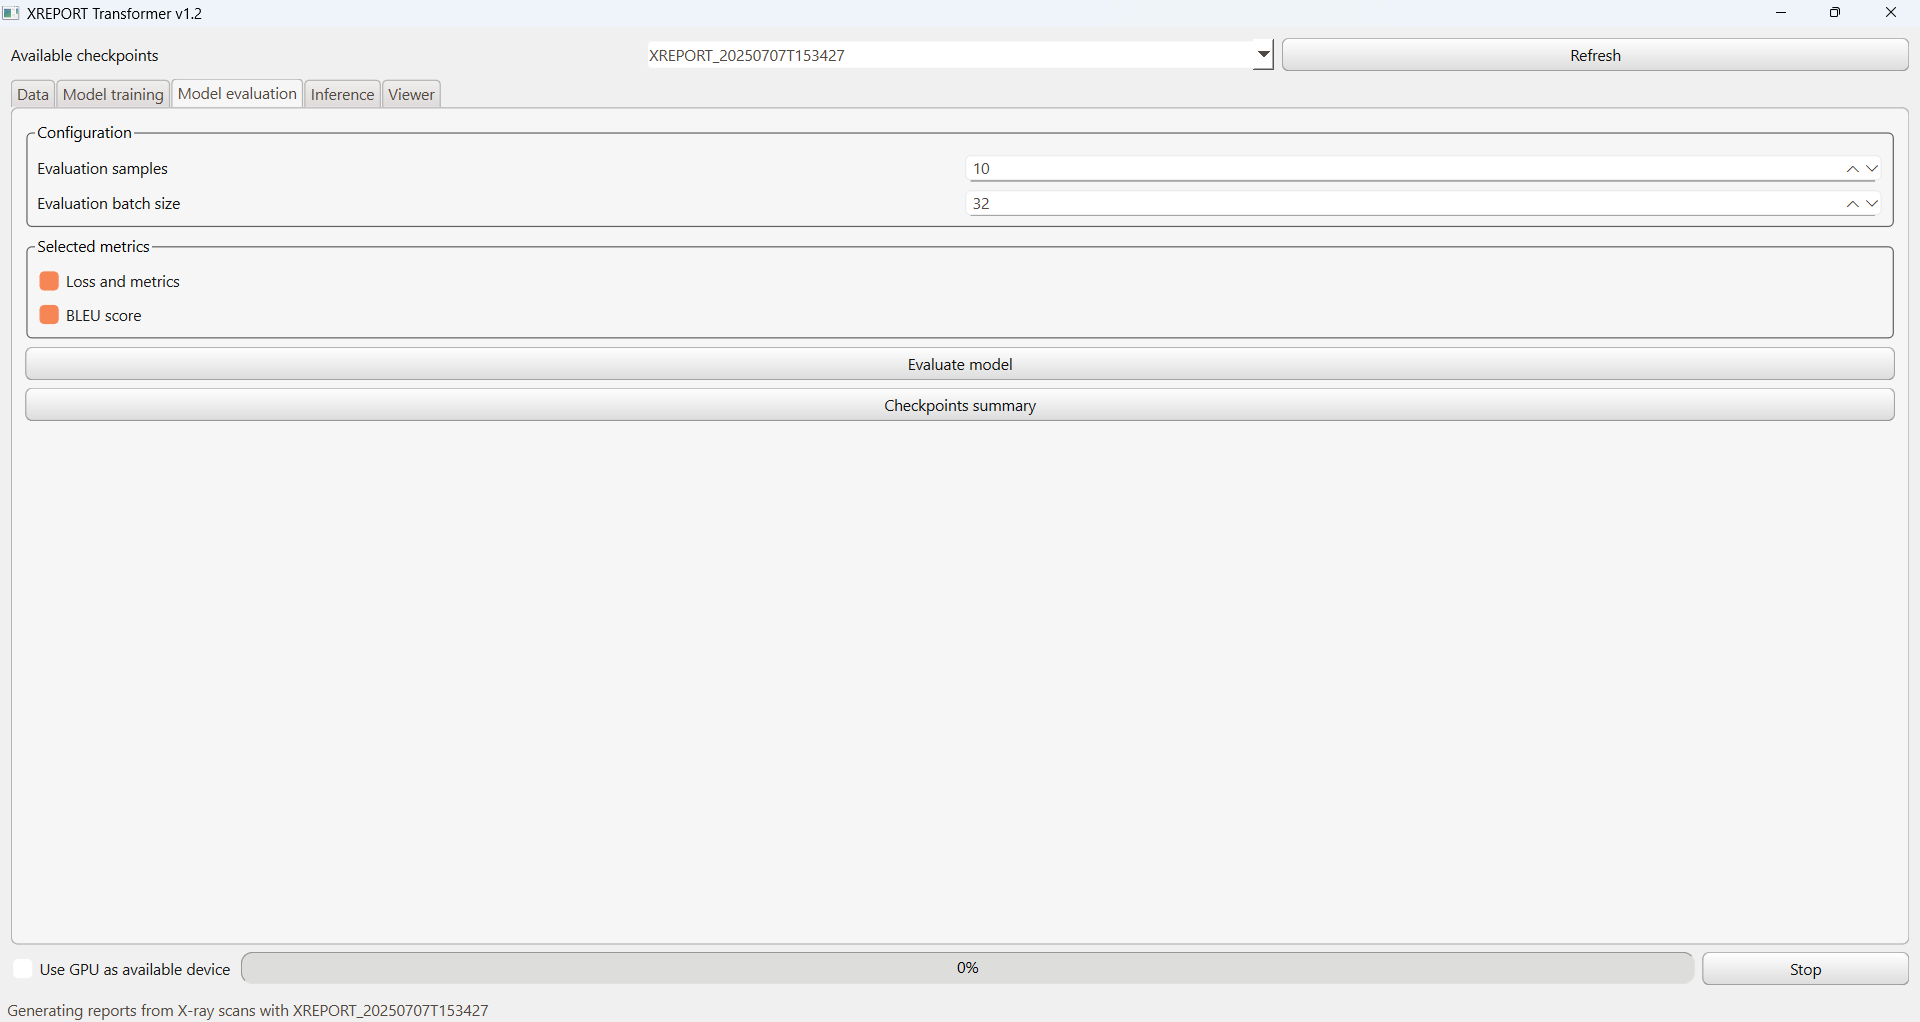 XREPORT Transformer v1.2
Available checkpoints XREPORT_20250707T153427 Refresh
Data Model training Model evaluation Inference Viewer
Configuration
Evaluation samples 10
Evaluation batch size 32
Selected metrics
Loss and metrics
BLEU score
Evaluate model
Checkpoints summary
Use GPU as available device 0% Stop
Generating reports from X-ray scans with XREPORT_20250707T153427